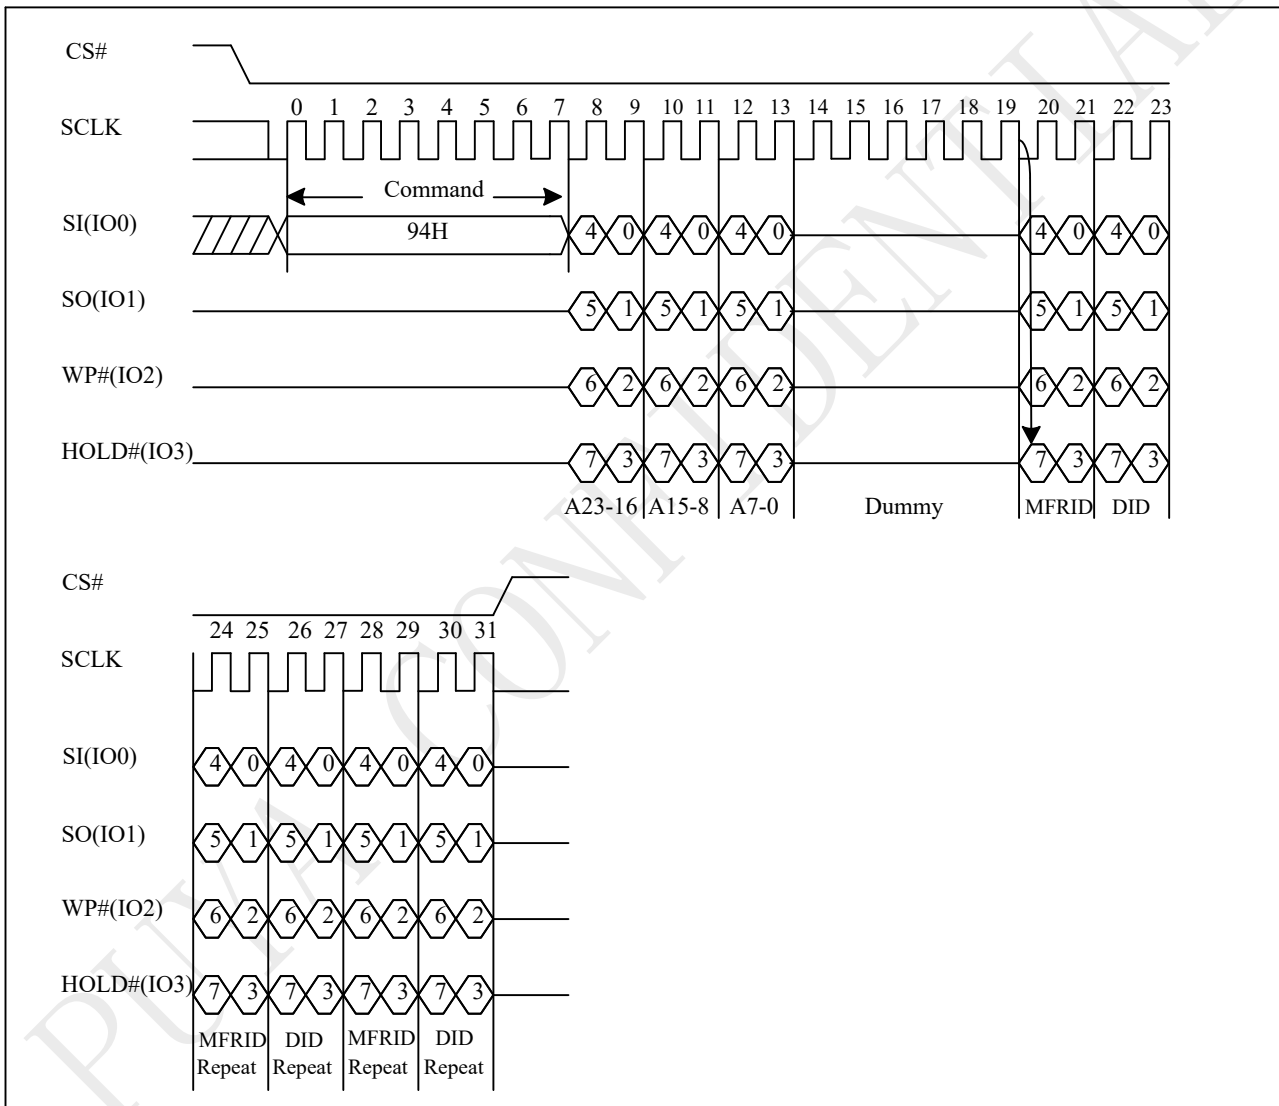 CS#
0 1 2 3 4 5 6 7 8 9 10 11 12 13 14 15 16 17 18 19 20 21 22 23
SCLK
Command
SI(IO0) 94H 4 0 4 0 4 0 4 0 4 0
SO(IO1) 5 1 5 1 5 1 5 1 5 1
WP#(IO2) 6 2 6 2 6 2 6 2 6 2
HOLD#(IO3) 7 3 7 3 7 3 7 3 7 3
A23-16 A15-8 A7-0 Dummy MFRID DID
CS#
24 25 26 27 28 29 30 31
SCLK
SI(IO0) 4 0 4 0 4 0 4 0
SO(IO1) 5 1 5 1 5 1 5 1
WP#(IO2) 6 2 6 2 6 2 6 2
HOLD#(IO3) 7 3 7 3 7 3 7 3
MFRID DID MFRID DID
Repeat Repeat Repeat Repeat
PUYA CONFIDENTIAL